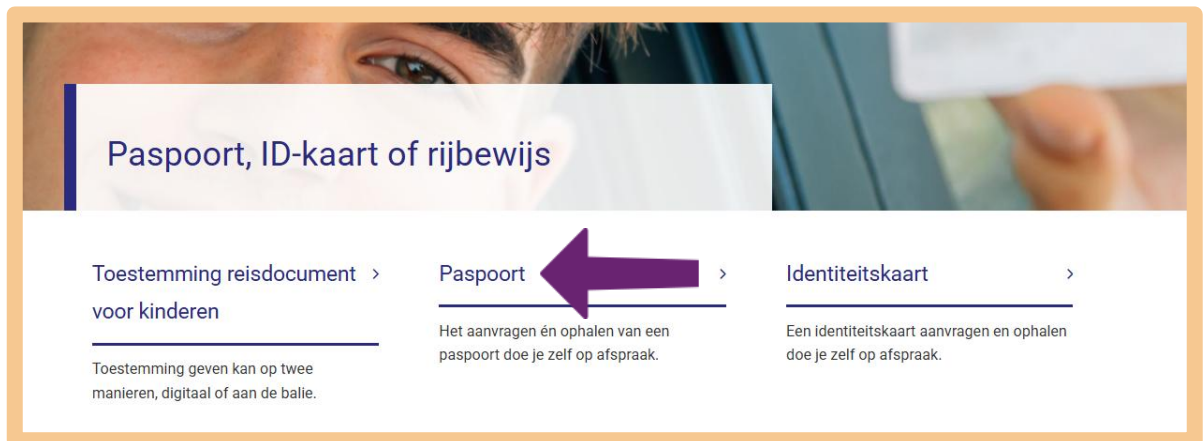 Paspoort, ID-kaart of rijbewijs
Toestemming reisdocument
voor kinderen
Toestemming geven kan op twee
manieren, digitaal of aan de balie.
Paspoort
Het aanvragen én ophalen van een
paspoort doe je zelf op afspraak.
Identiteitskaart
Een identiteitskaart aanvragen en ophalen
doe je zelf op afspraak.